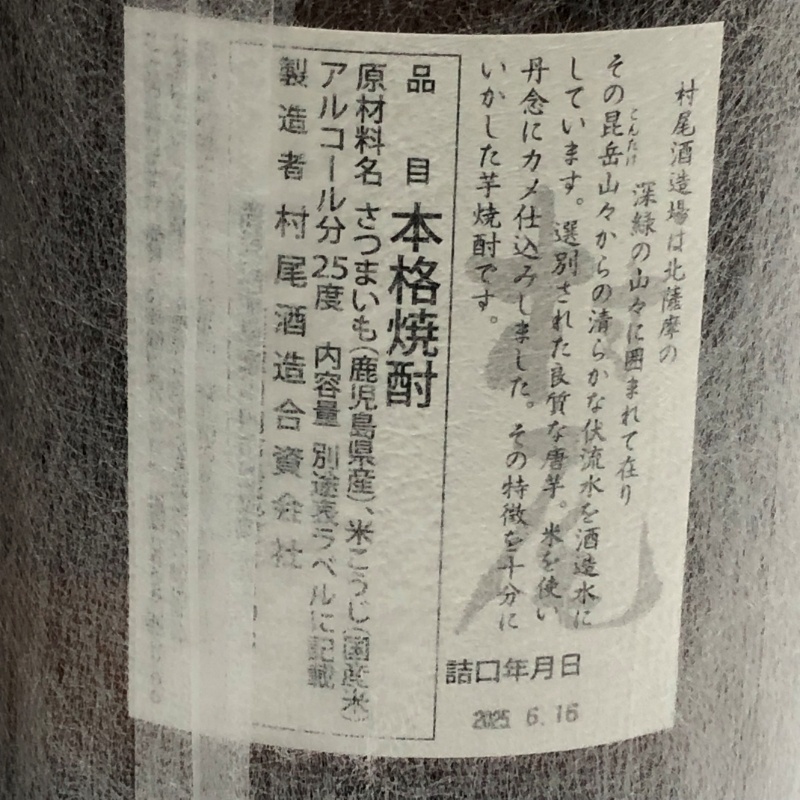 村尾酒造場は北薩摩の
深緑の山々に囲まれて在り
こんたけ
その昆岳山々からの清らかな伏流水を酒造水に
しています。選別された良質な唐芋。米を使い
丹念にカメ仕込みしました。その特徴を十分に
いかした芋焼酎です。
詰口年月日
2025. 6. 16
品目 本格焼酎
原材料名 さつまいも(鹿児島県産)、米こうじ(国産米)
アルコール分25度 内容量 別途表ラベルに記載
製造者 村尾酒造合資会社